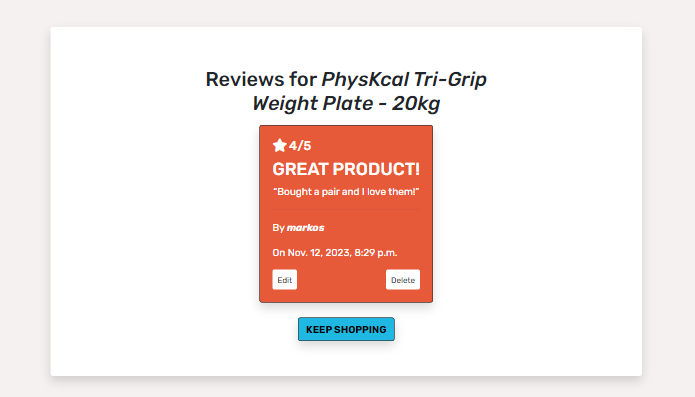 Reviews for PhysKcal Tri-Grip
Weight Plate - 20kg
4/5
GREAT PRODUCT!
“Bought a pair and I love them!”
By markos
On Nov. 12, 2023, 8:29 p.m.
Edit
Delete
KEEP SHOPPING